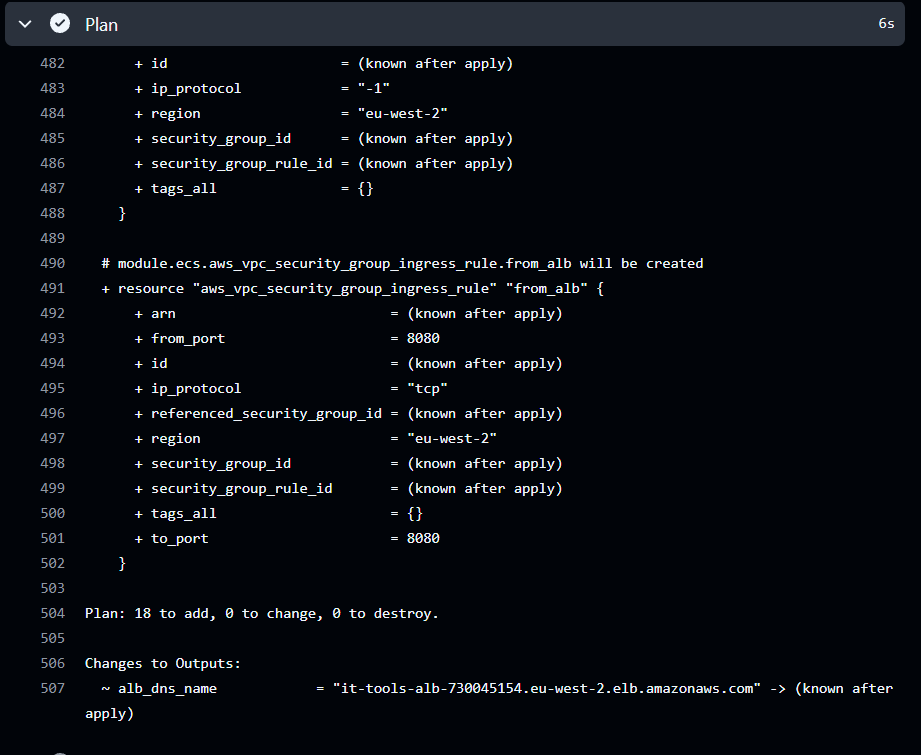 Plan 6s
482 + id = (known after apply)
483 + ip_protocol = "-1"
484 + region = "eu-west-2"
485 + security_group_id = (known after apply)
486 + security_group_rule_id = (known after apply)
487 + tags_all = {}
488 }
489
490 # module.ecs.aws_vpc_security_group_ingress_rule.from_alb will be created
491 + resource "aws_vpc_security_group_ingress_rule" "from_alb" {
492 + arn = (known after apply)
493 + from_port = 8080
494 + id = (known after apply)
495 + ip_protocol = "tcp"
496 + referenced_security_group_id = (known after apply)
497 + region = "eu-west-2"
498 + security_group_id = (known after apply)
499 + security_group_rule_id = (known after apply)
500 + tags_all = {}
501 + to_port = 8080
502 }
503
504 Plan: 18 to add, 0 to change, 0 to destroy.
505
506 Changes to Outputs:
507 ~ alb_dns_name = "it-tools-alb-730045154.eu-west-2.elb.amazonaws.com" -> (known after
apply)